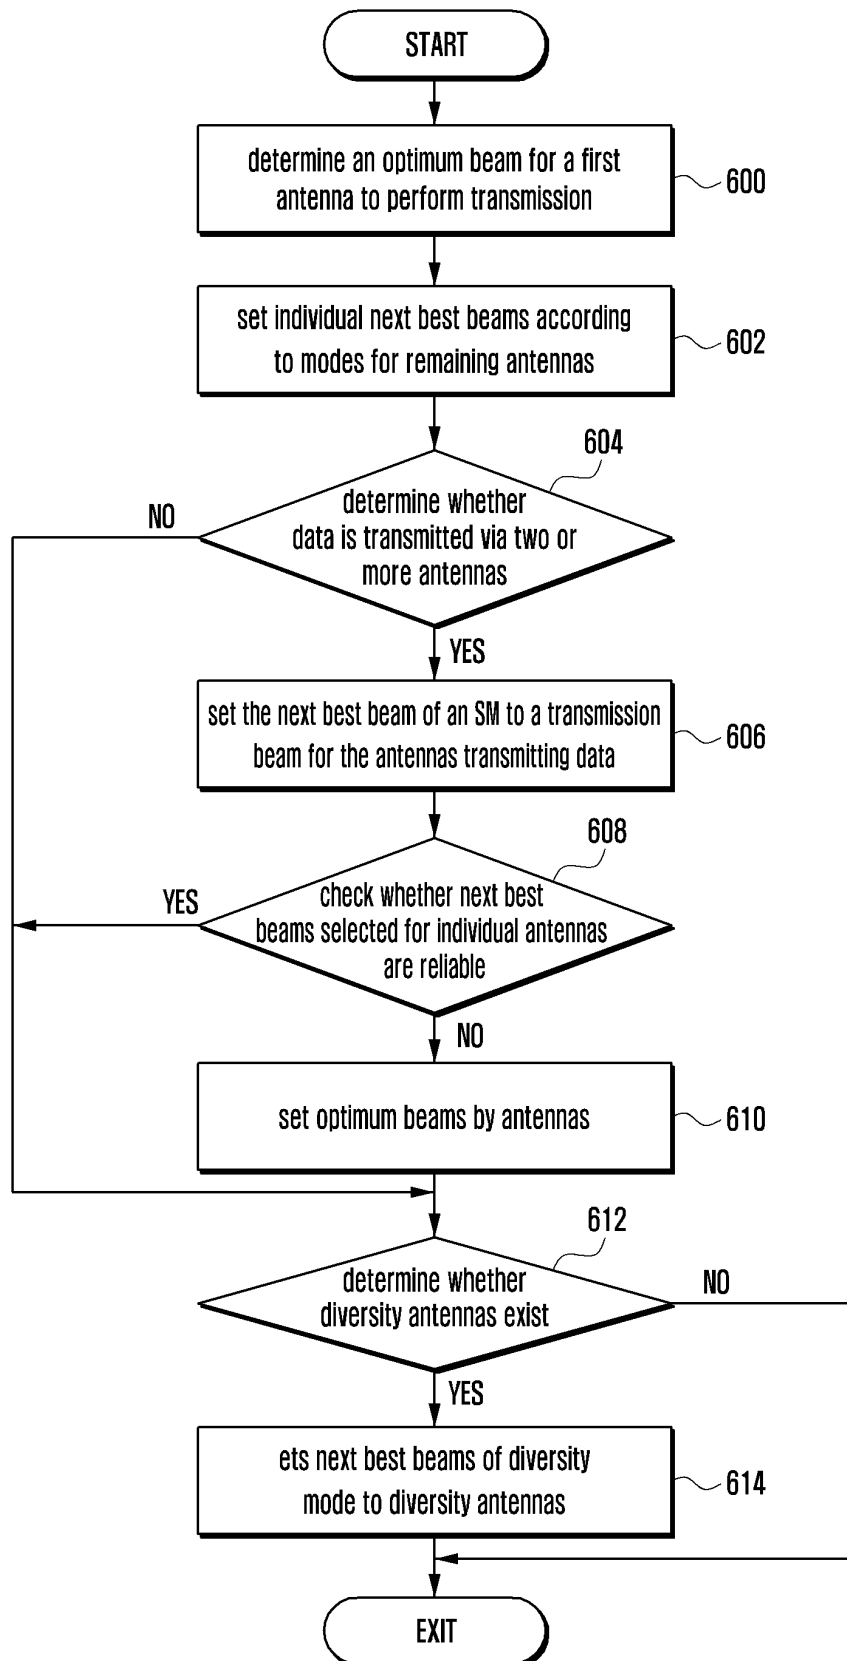 START
determine an optimum beam for a first
antenna to perform transmission
600
set individual next best beams according
to modes for remaining antennas
602
604
determine whether
data is transmitted via two or
more antennas
NO
YES
set the next best beam of an SM to a transmission
beam for the antennas transmitting data
606
608
check whether next best
beams selected for individual antennas
are reliable
YES
NO
set optimum beams by antennas
610
612
determine whether
diversity antennas exist
NO
YES
ets next best beams of diversity
mode to diversity antennas
614
EXIT